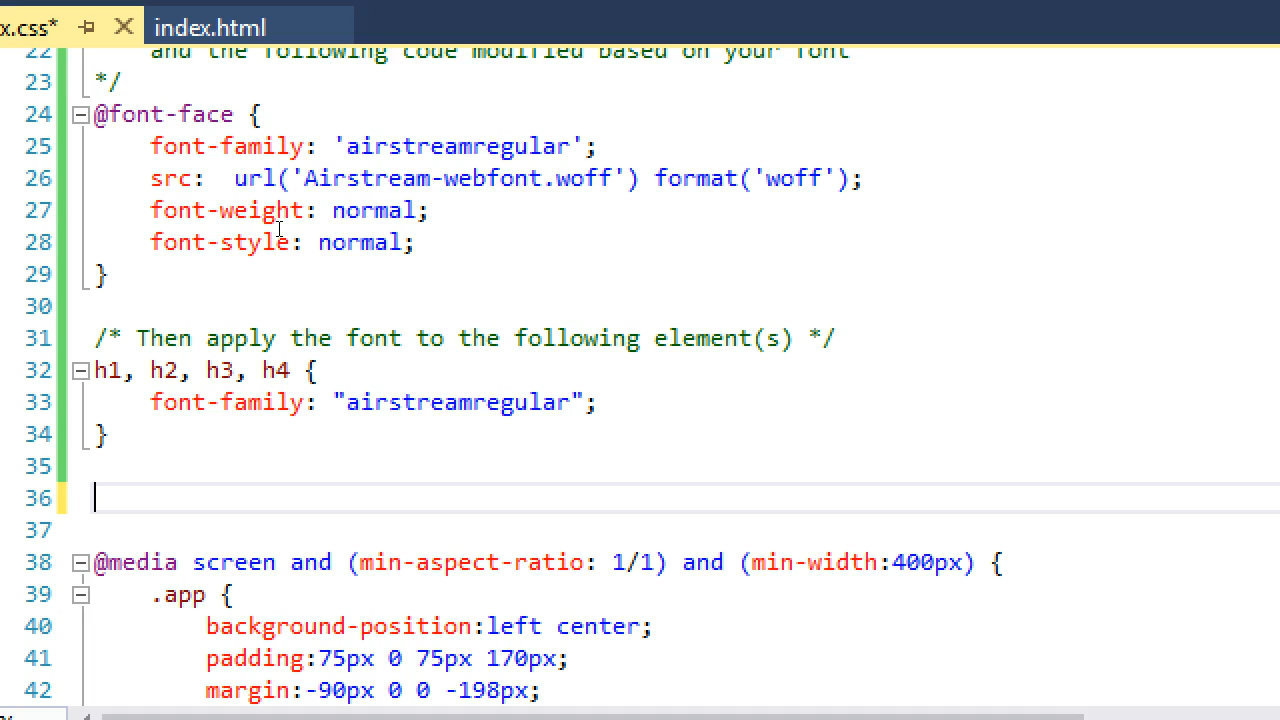 x.css* index.html
22 and the following code modified based on your font
23 */
24 @font-face {
25 font-family: 'airstreamregular';
26 src:  url('Airstream-webfont.woff') format('woff');
27 font-weight: normal;
28 font-style: normal;
29 }
30
31 /* Then apply the font to the following element(s) */
32 h1, h2, h3, h4 {
33 font-family: "airstreamregular";
34 }
35
36
37
38 @media screen and (min-aspect-ratio: 1/1) and (min-width:400px) {
39 .app {
40 background-position:left center;
41 padding:75px 0 75px 170px;
42 margin:-90px 0 0 -198px;